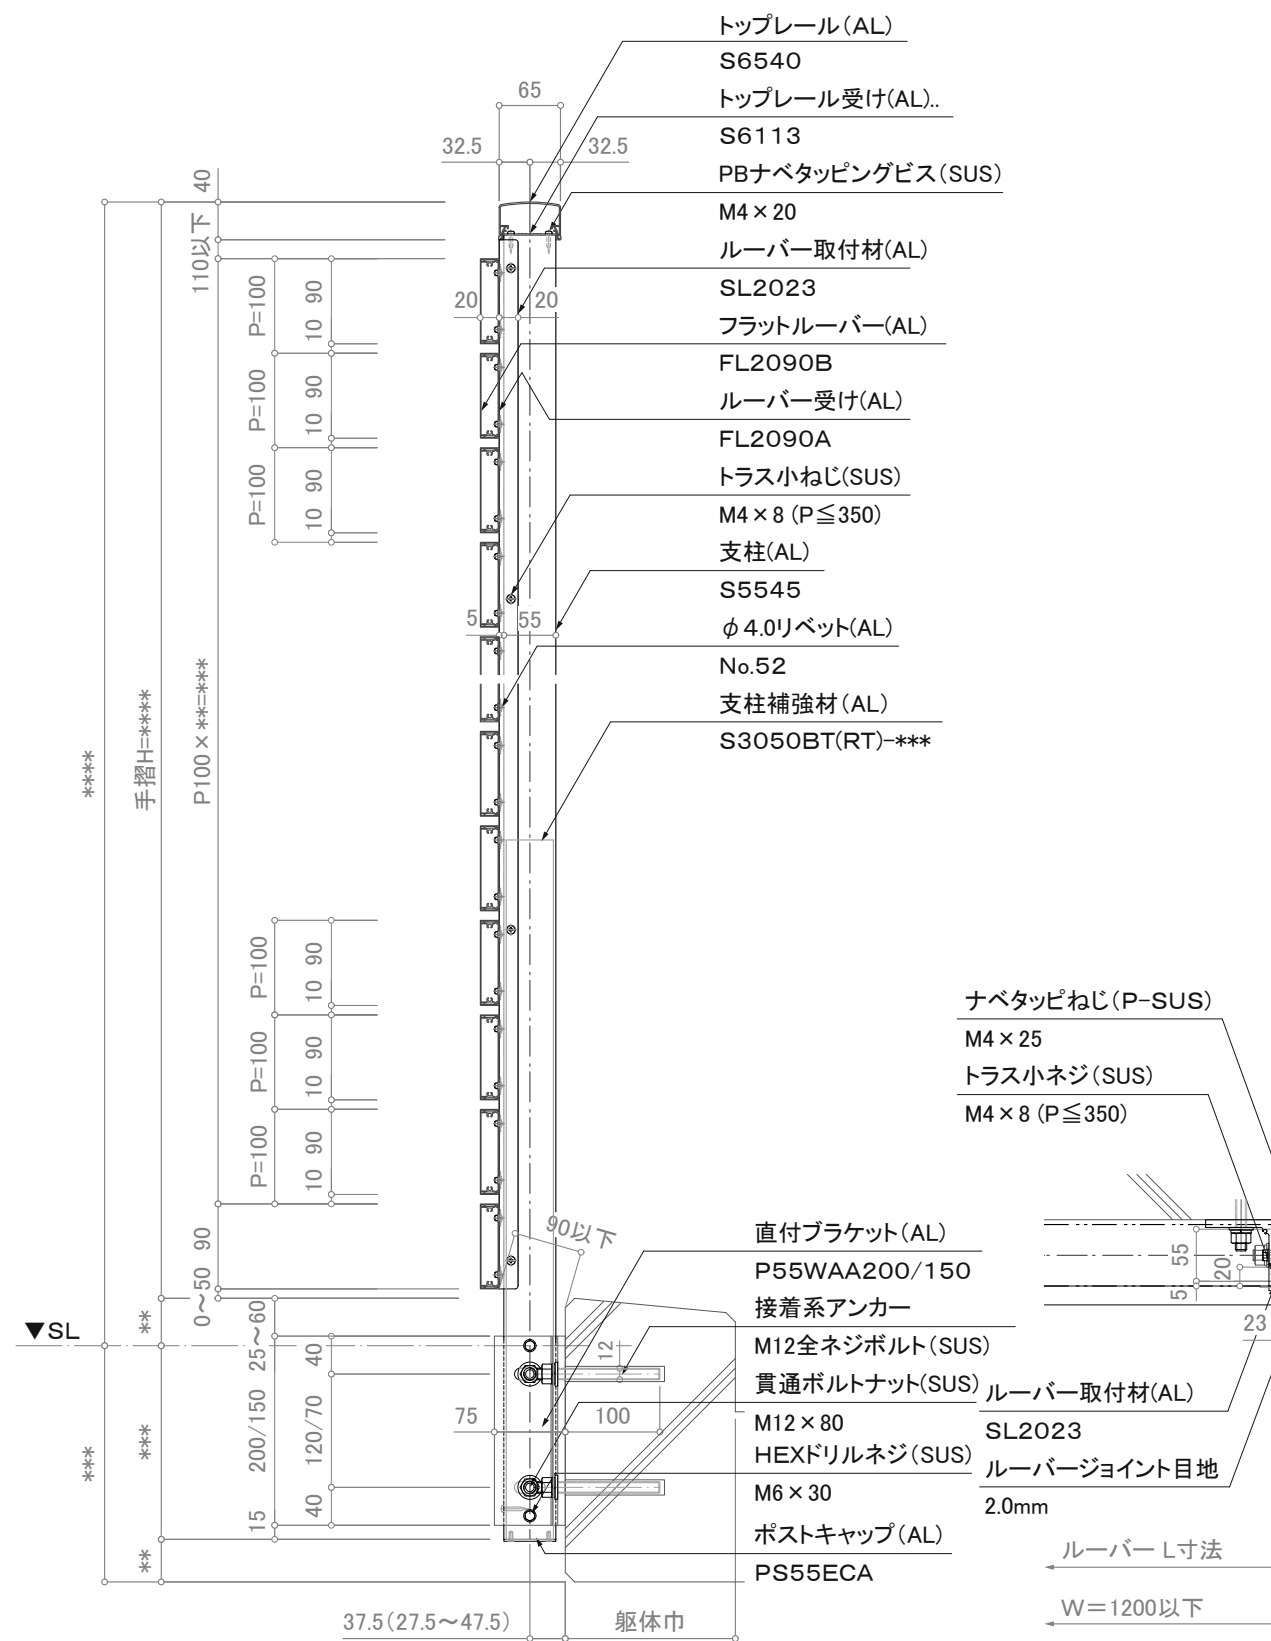 トップレール(AL)
S6540
トップレール受け(AL)..
S6113
PBナベタッピングビス(SUS)
M4×20
ルーバー取付材(AL)
SL2023
フラットルーバー(AL)
FL2090B
ルーバー受け(AL)
FL2090A
トラス小ねじ(SUS)
M4×8 (P≦350)
支柱(AL)
S5545
φ4.0リベット(AL)
No.52
支柱補強材(AL)
S3050BT(RT)-***
65
32.5
32.5
40
110以下
P=100
10 90
P=100
10 90
P=100
10 90
20
20
5
55
****
手摺H=****
P100×**=****
P=100
10 90
P=100
10 90
P=100
10 90
0～50 90
90以下
▼SL
**
25～60
40
12
***
***
200/150
120/70
75
100
15
40
**
37.5(27.5～47.5)
躯体巾
直付ブラケット(AL)
P55WAA200/150
接着系アンカー
M12全ネジボルト(SUS)
貫通ボルトナット(SUS)
M12×80
HEXドリルネジ(SUS)
M6×30
ポストキャップ(AL)
PS55ECA
ナベタッピねじ(P-SUS)
M4×25
トラス小ネジ(SUS)
M4×8 (P≦350)
55
20
5
23
ルーバー取付材(AL)
SL2023
ルーバージョイント目地
2.0mm
ルーバー L寸法
W＝1200以下